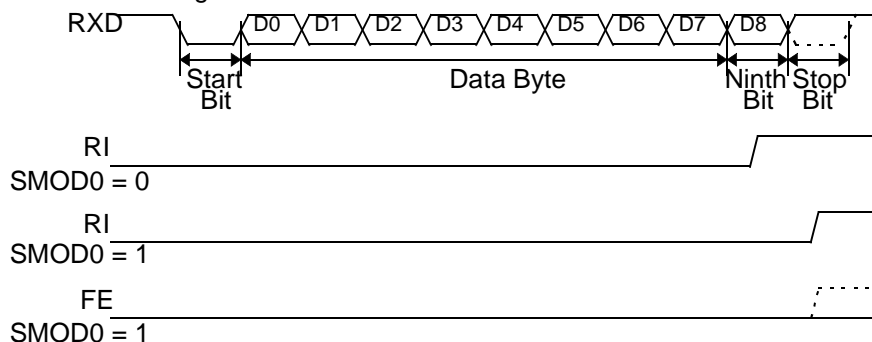 g
RXD D0 D1 D2 D3 D4 D5 D6 D7 D8
Start Bit
Data Byte
Ninth Bit
Stop Bit
RI
SMOD0 = 0
RI
SMOD0 = 1
FE
SMOD0 = 1